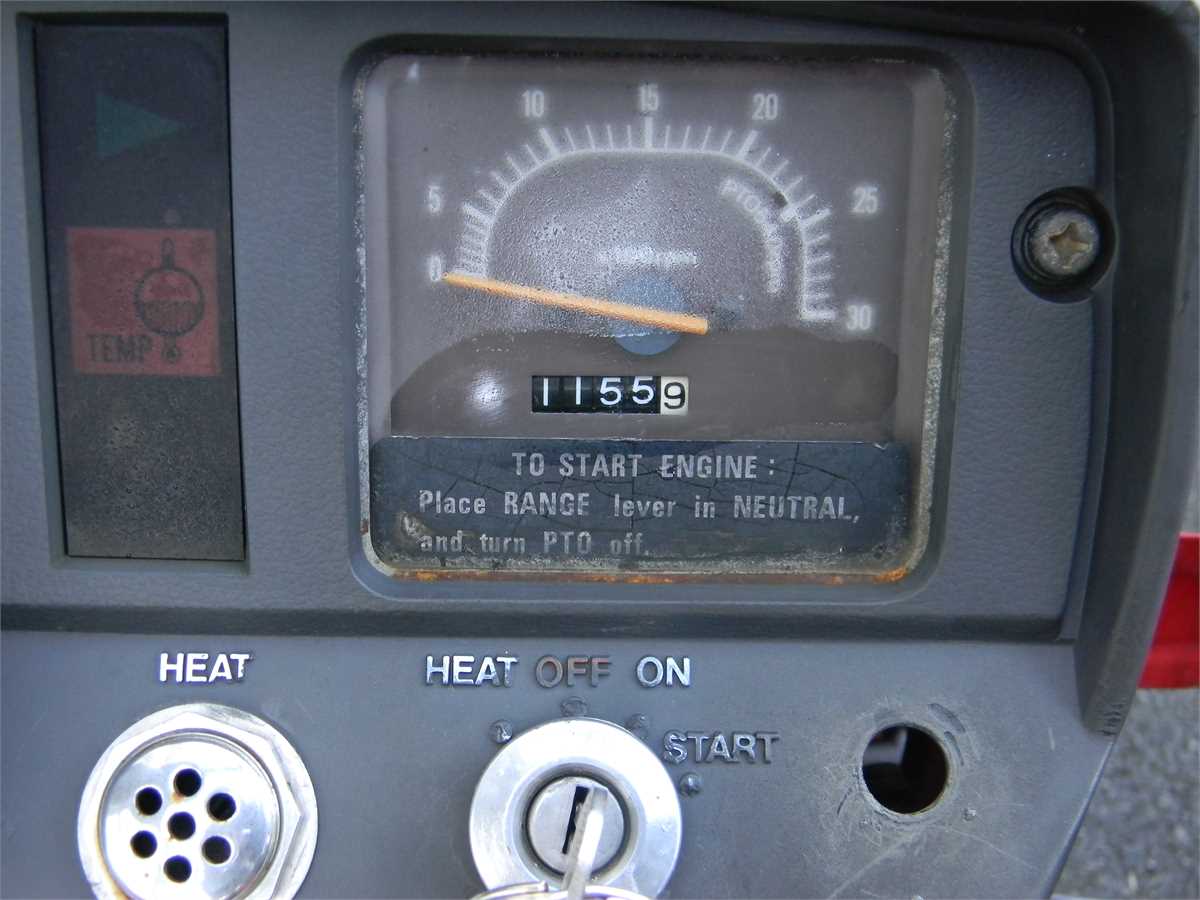 10 15 20
5 25
0 30
PTO
TEMP
11559
TO START ENGINE :
Place RANGE lever in NEUTRAL,
and turn PTO off.
HEAT HEAT OFF ON
START